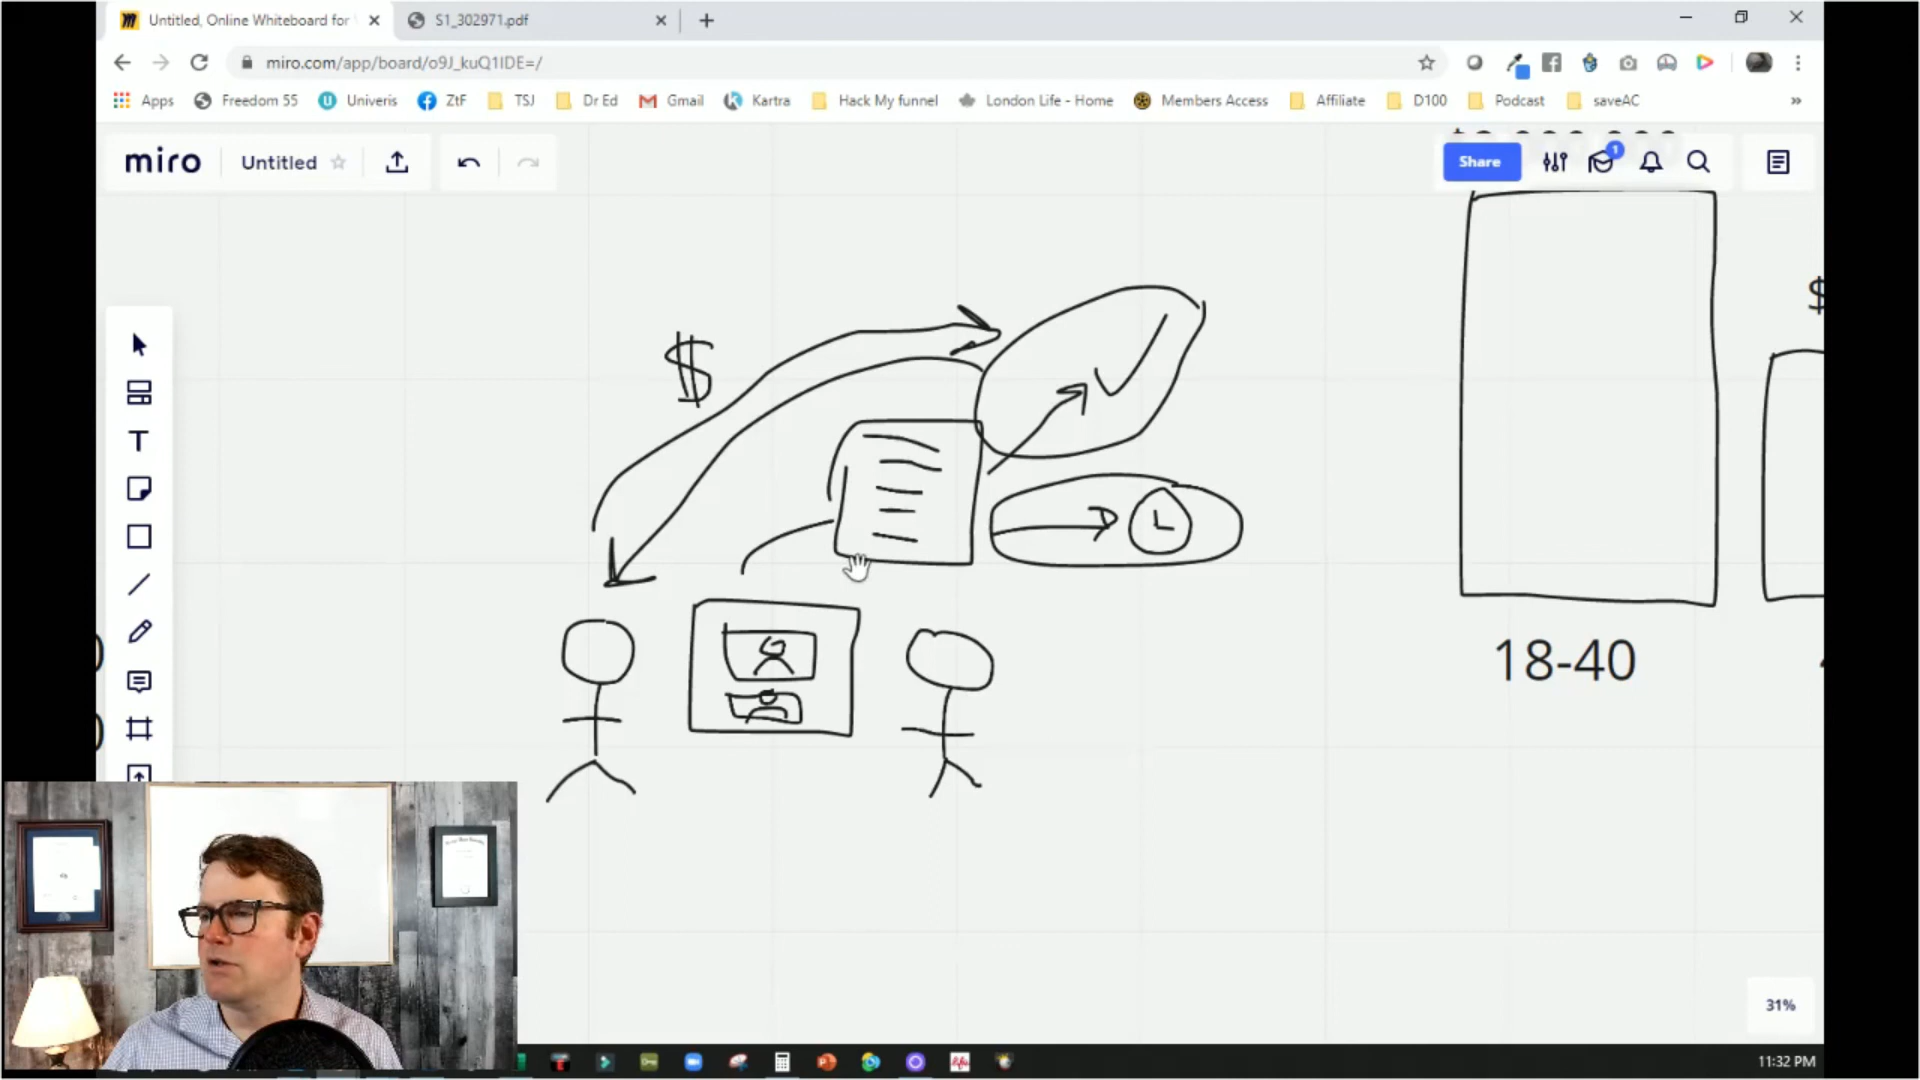 Untitled, Online Whiteboard for
S1_302971.pdf
miro.com/app/board/o9J_kuQ1IDE=/
Apps
Freedom 55
Univeris
ZtF
TSJ
Dr Ed
Gmail
Kartra
Hack My funnel
London Life - Home
Members Access
Affiliate
D100
Podcast
saveAC
»
miro
Untitled
Share
1
$
$
18-40
31%
11:32 PM